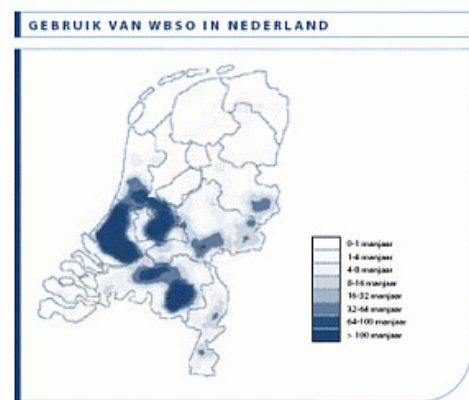 GEBRUIK VAN WBSO IN NEDERLAND
0-1 manjaar
1-4 manjaar
4-8 manjaar
8-16 manjaar
16-32 manjaar
32-64 manjaar
64-100 manjaar
> 100 manjaar